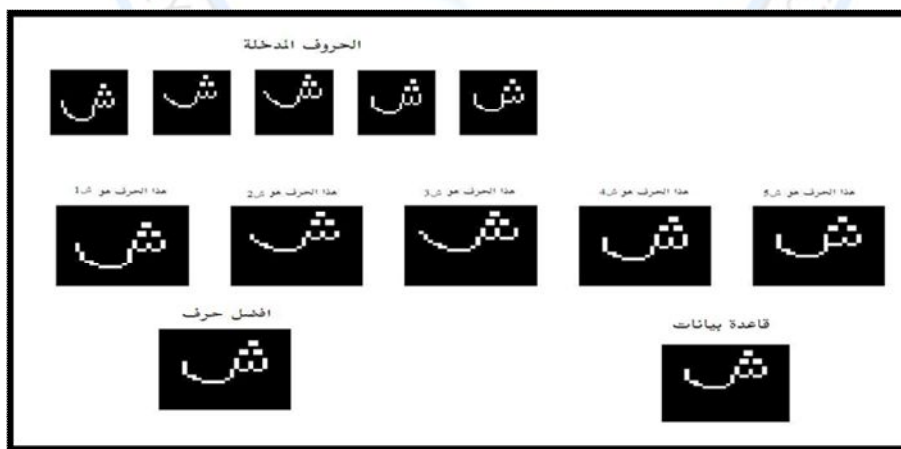 الحروف المدخلة
ش ش ش ش ش
هذا الحرف هو ش1 هذا الحرف هو ش2 هذا الحرف هو ش3 هذا الحرف هو ش4 هذا الحرف هو ش5
ش ش ش ش ش
افضل حرف
قاعدة بيانات
ش ش